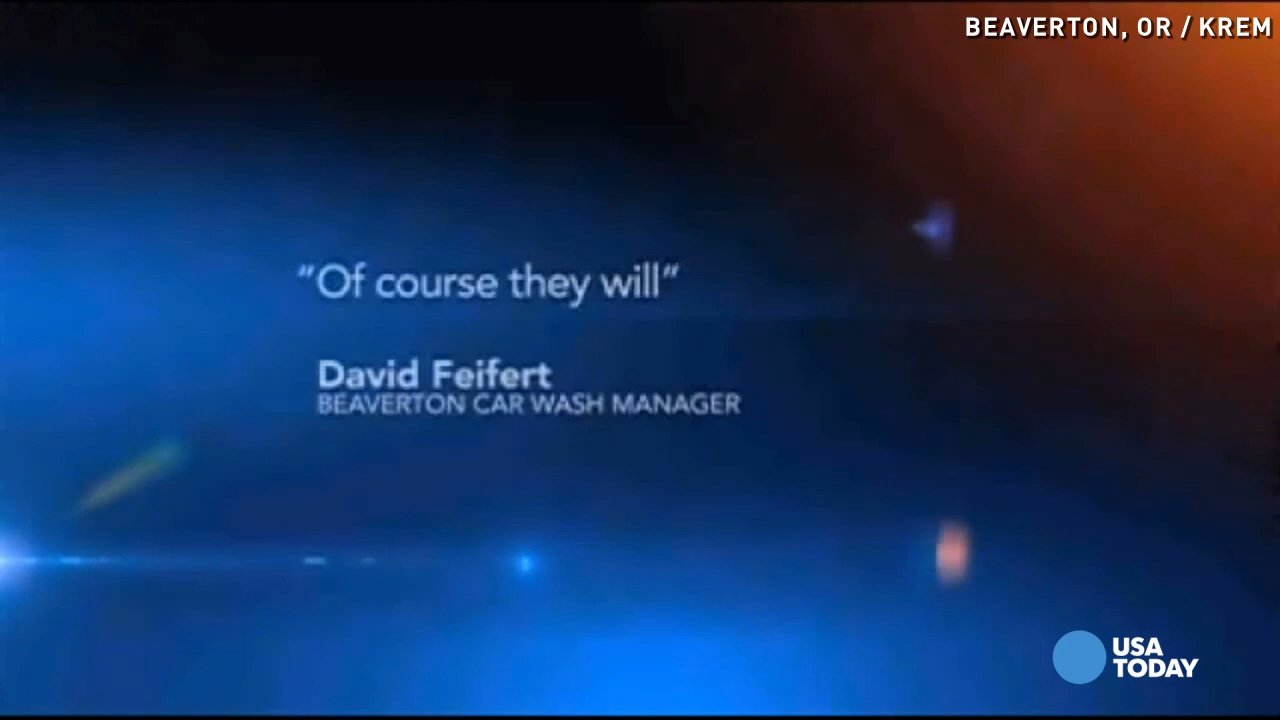 BEAVERTON, OR / KREM
"Of course they will"
David Feifert
BEAVERTON CAR WASH MANAGER
USA
TODAY